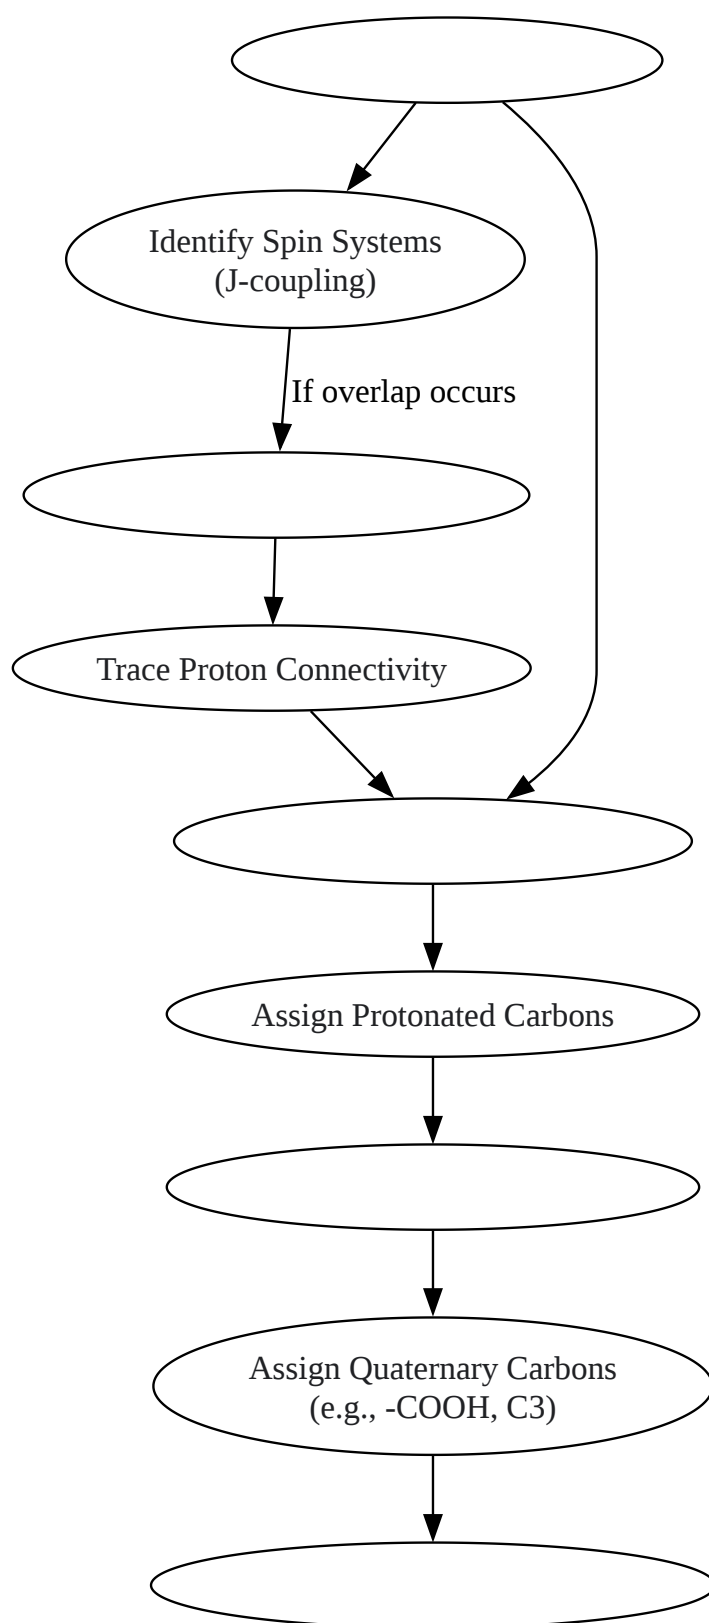 Identify Spin Systems
(J-coupling)
If overlap occurs
Trace Proton Connectivity
Assign Protonated Carbons
Assign Quaternary Carbons
(e.g., -COOH, C3)